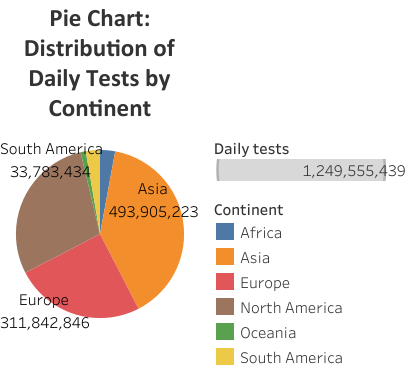 Pie Chart:
Distribution of
Daily Tests by
Continent
South America
33,783,434
Asia
493,905,223
Europe
311,842,846
Daily tests
1,249,555,439
Continent
Africa
Asia
Europe
North America
Oceania
South America